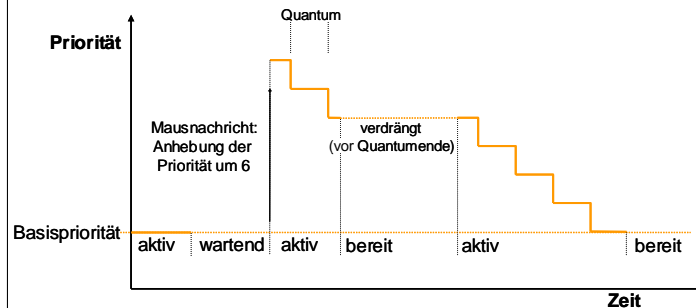 Quantum
Priorität
Mausnachricht:
Anhebung der
Priorität um 6
verdrängt
(vor Quantumende)
Basispriorität
aktiv
wartend
aktiv
bereit
aktiv
bereit
Zeit